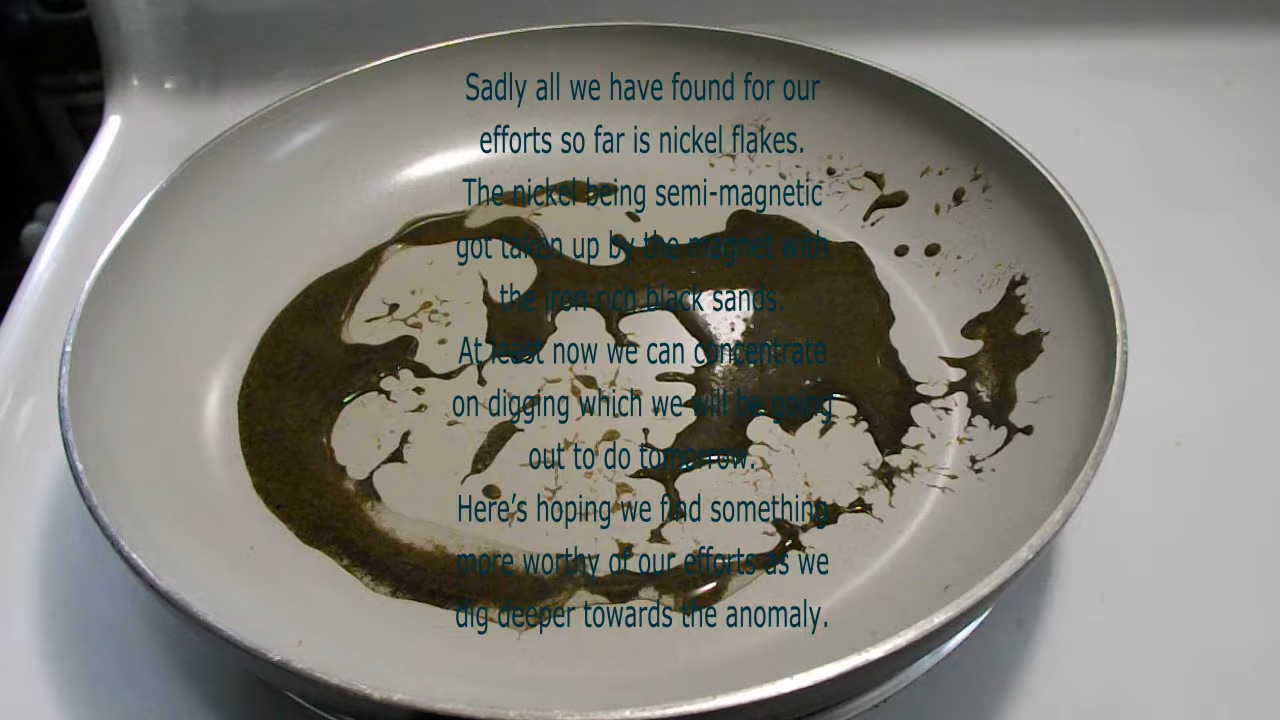 Sadly all we have found for our
efforts so far is nickel flakes.
The nickel being semi-magnetic
got taken up by the magnet with
the iron rich black sands.
At least now we can concentrate
on digging which we will be going
out to do tomorrow.
Here’s hoping we find something
more worthy of our efforts as we
dig deeper towards the anomaly.